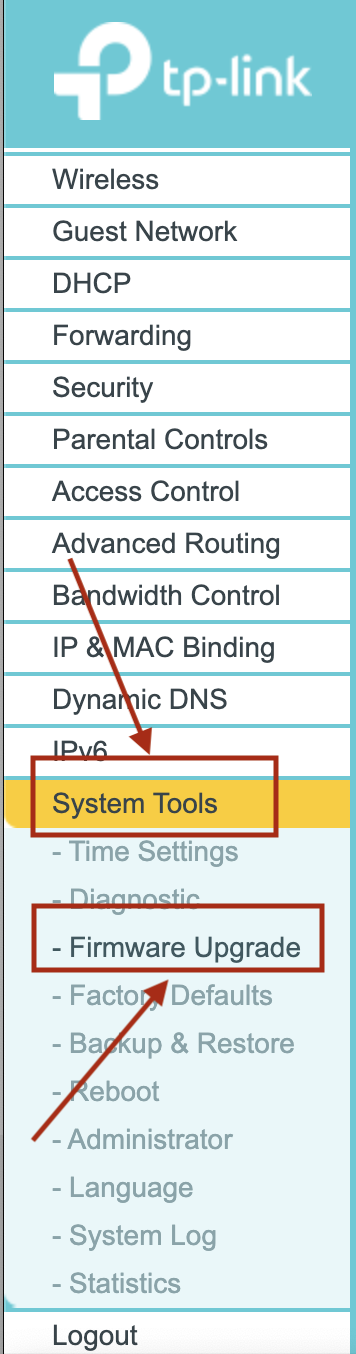 tp-link
Wireless
Guest Network
DHCP
Forwarding
Security
Parental Controls
Access Control
Advanced Routing
Bandwidth Control
IP & MAC Binding
Dynamic DNS
IPv6
System Tools
- Time Settings
- Diagnostic
- Firmware Upgrade
- Factory Defaults
- Backup & Restore
- Reboot
- Administrator
- Language
- System Log
- Statistics
Logout